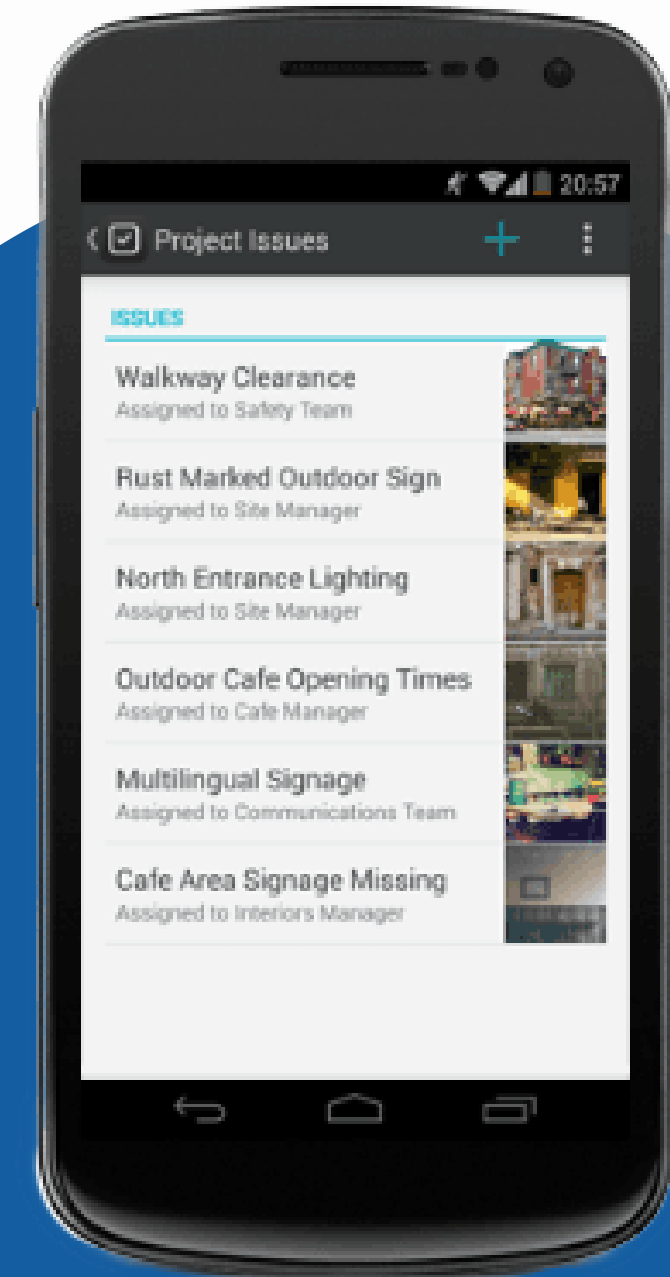 20:57
Project Issues
ISSUES
Walkway Clearance
Assigned to Safety Team
Rust Marked Outdoor Sign
Assigned to Site Manager
North Entrance Lighting
Assigned to Site Manager
Outdoor Cafe Opening Times
Assigned to Cafe Manager
Multilingual Signage
Assigned to Communications Team
Cafe Area Signage Missing
Assigned to Interiors Manager